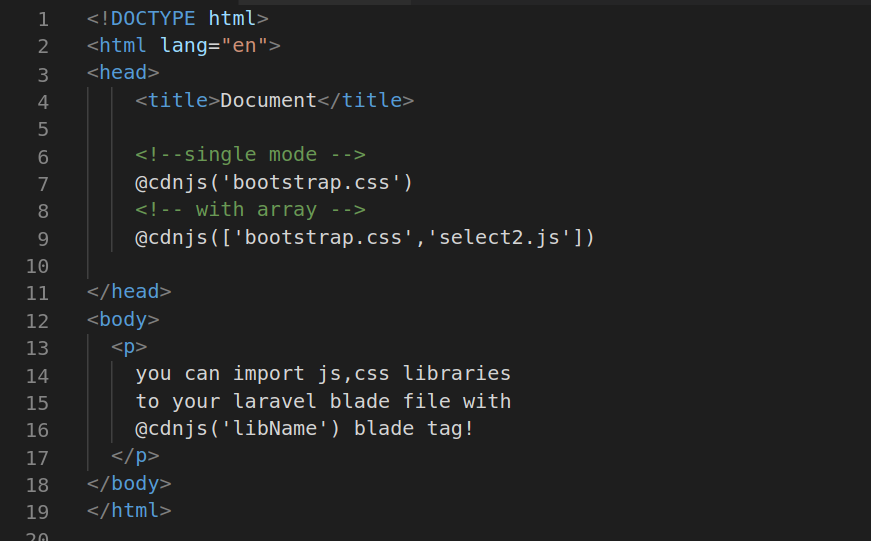 1 <!DOCTYPE html>
2 <html lang="en">
3 <head>
4 <title>Document</title>
5
6 <!--single mode -->
7 @cdnjs('bootstrap.css')
8 <!-- with array -->
9 @cdnjs(['bootstrap.css','select2.js'])
10
11 </head>
12 <body>
13 <p>
14 you can import js,css libraries
15 to your laravel blade file with
16 @cdnjs('libName') blade tag!
17 </p>
18 </body>
19 </html>
20